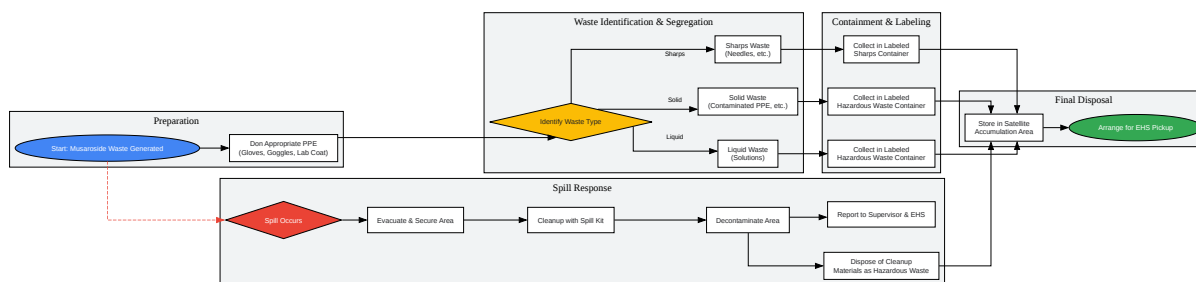 Waste Identification & Segregation
Containment & Labeling
Sharps Waste
(Needles, etc.)
Collect in Labeled
Sharps Container
Sharps
Solid Waste
(Contaminated PPE, etc.)
Collect in Labeled
Hazardous Waste Container
Solid
Final Disposal
Preparation
Identify Waste Type
Store in Satellite
Accumulation Area
Arrange for EHS Pickup
Liquid
Start: Musaroside Waste Generated
Don Appropriate PPE
(Gloves, Goggles, Lab Coat)
Liquid Waste
(Solutions)
Collect in Labeled
Hazardous Waste Container
Spill Response
Spill Occurs
Evacuate & Secure Area
Cleanup with Spill Kit
Decontaminate Area
Report to Supervisor & EHS
Dispose of Cleanup
Materials as Hazardous Waste